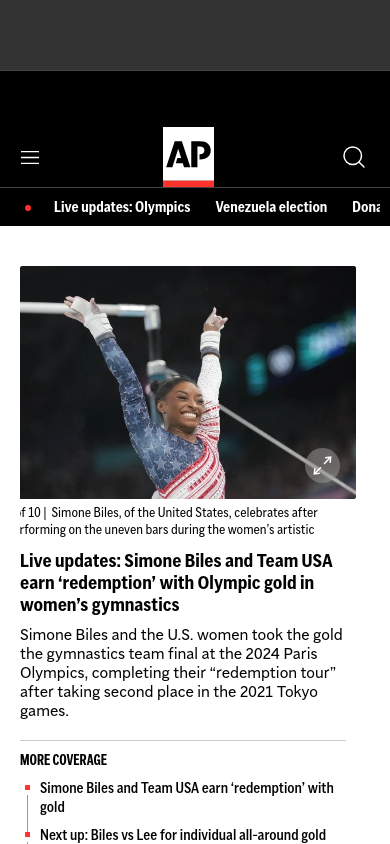 AP
Live updates: Olympics Venezuela election
of 10 | Simone Biles, of the United States, celebrates after
rforming on the uneven bars during the women's artistic
Live updates: Simone Biles and Team USA
earn ‘redemption’ with Olympic gold in
women’s gymnastics
Simone Biles and the U.S. women took the gold
the gymnastics team final at the 2024 Paris
Olympics, completing their “redemption tour”
after taking second place in the 2021 Tokyo
games.
MORE COVERAGE
Simone Biles and Team USA earn ‘redemption’ with
gold
Next up: Biles vs Lee for individual all-around gold